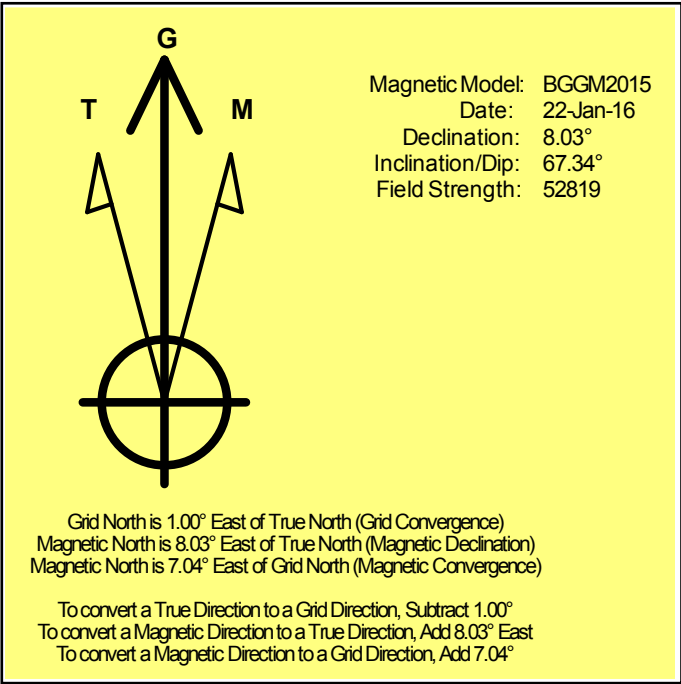 G
T M
Magnetic Model: BGGM2015
Date: 22-Jan-16
Declination: 8.03°
Inclination/Dip: 67.34°
Field Strength: 52819
Grid North is 1.00° East of True North (Grid Convergence)
Magnetic North is 8.03° East of True North (Magnetic Declination)
Magnetic North is 7.04° East of Grid North (Magnetic Convergence)
To convert a True Direction to a Grid Direction, Subtract 1.00°
To convert a Magnetic Direction to a True Direction, Add 8.03° East
To convert a Magnetic Direction to a Grid Direction, Add 7.04°